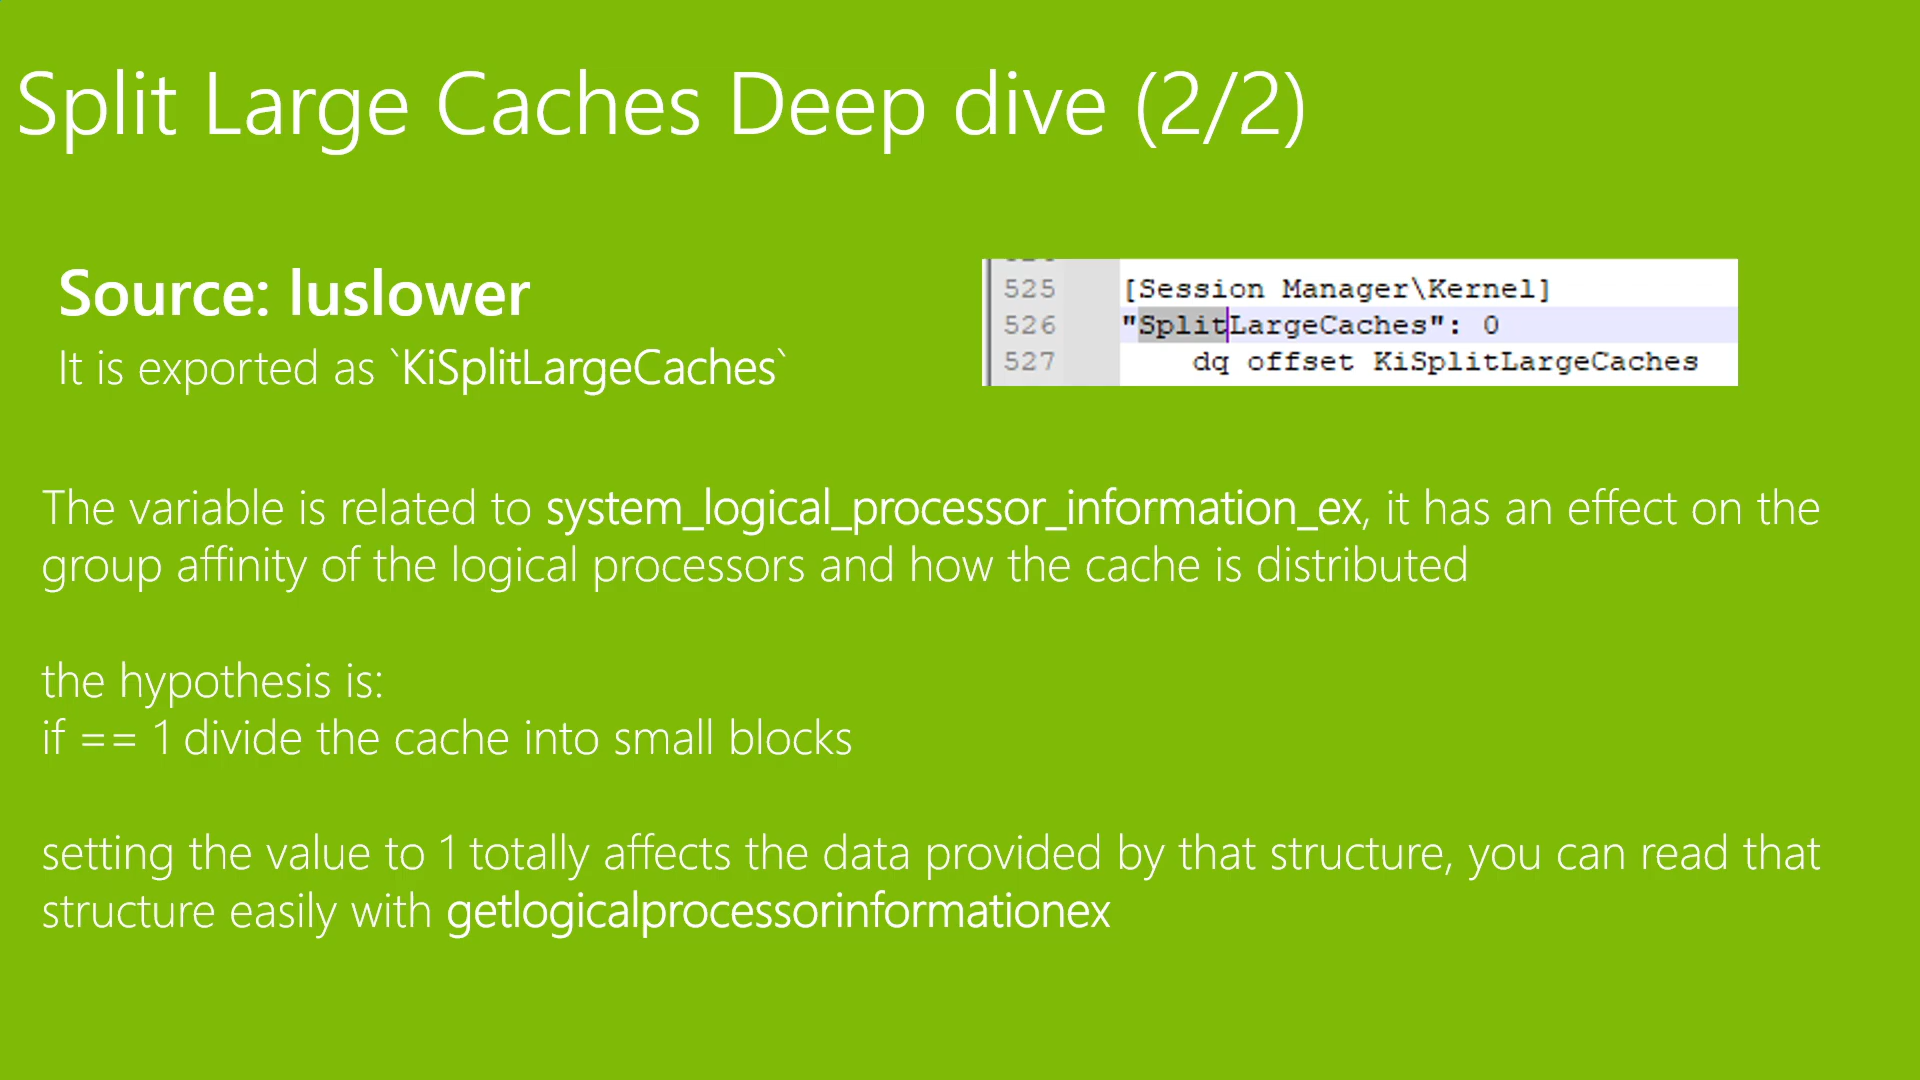 Split Large Caches Deep dive (2/2)
Source: luslower
It is exported as `KiSplitLargeCaches`
525 [Session Manager\Kernel]
526 "SplitLargeCaches": 0
527 dq offset KiSplitLargeCaches
The variable is related to system_logical_processor_information_ex, it has an effect on the
group affinity of the logical processors and how the cache is distributed
the hypothesis is:
if == 1 divide the cache into small blocks
setting the value to 1 totally affects the data provided by that structure, you can read that
structure easily with getlogicalprocessorinformationex